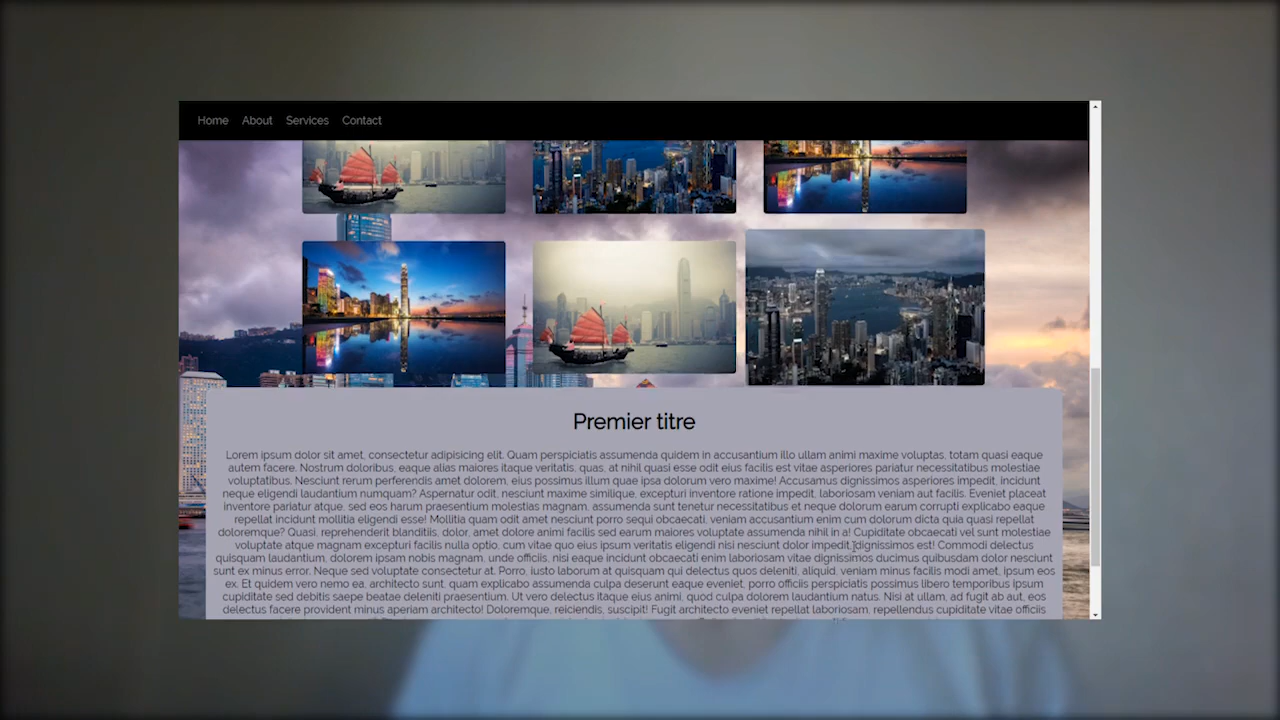 Home About Services Contact
Premier titre
Lorem ipsum dolor sit amet, consectetur adipisicing elit. Quam perspiciatis assumenda quidem in accusantium illo ullam animi maxime voluptas, totam quasi eaque
autem facere. Nostrum doloribus, eaque alias maiores itaque veritatis, quas, at nihil quasi esse odit eius facilis est vitae asperiores pariatur necessitatibus molestiae
voluptatibus. Nesciunt rerum perferendis amet dolorem, eius possimus illum quae ipsa dolorum vero maxime! Accusamus dignissimos asperiores impedit, incidunt
neque eligendi laudantium numquam? Aspernatur odit, nesciunt maxime similique, excepturi inventore ratione impedit, laboriosam veniam aut facilis. Eveniet placeat
inventore pariatur atque, sed eos harum praesentium molestias magnam, assumenda sunt tenetur necessitatibus et neque dolorum earum corrupti explicabo eaque
repellat incidunt mollitia eligendi esse! Mollitia quam odit amet nesciunt porro sequi obcaecati, veniam accusantium enim cum dolorum dicta quia quasi repellat
doloremque? Quasi, reprehenderit blanditiis, dolor, amet dolore animi facilis sed earum maiores voluptate assumenda nihil in a! Cupiditate obcaecati vel sunt molestiae
voluptate atque magnam excepturi facilis nulla optio, cum vitae quo eius ipsum veritatis eligendi nisi nesciunt dolor impedit dignissimos est! Commodi delectus
quisquam laudantium, dolorem ipsam nobis magnam, unde officiis, nisi eaque incidunt obcaecati enim laboriosam vitae dignissimos ducimus quibusdam dolor nesciunt
sunt ex minus error. Neque sed voluptate consectetur at. Porro, iusto laborum at quisquam qui delectus quos deleniti, aliquid, veniam minus facilis modi amet, ipsum eos
ex. Et quidem vero nemo ea, architecto sunt, quam explicabo assumenda culpa deserunt eaque eveniet, porro officiis perspiciatis possimus libero temporibus ipsum
cupiditate sed debitis saepe beatae deleniti praesentium. Ut vero delectus itaque eius animi, quod culpa dolorem laudantium natus. Nisi at ullam, ad fugit ab aut, eos
delectus facere provident minus aperiam architecto! Doloremque, reiciendis, suscipit! Fugit architecto eveniet repellat laboriosam, repellendus cupiditate vitae officiis